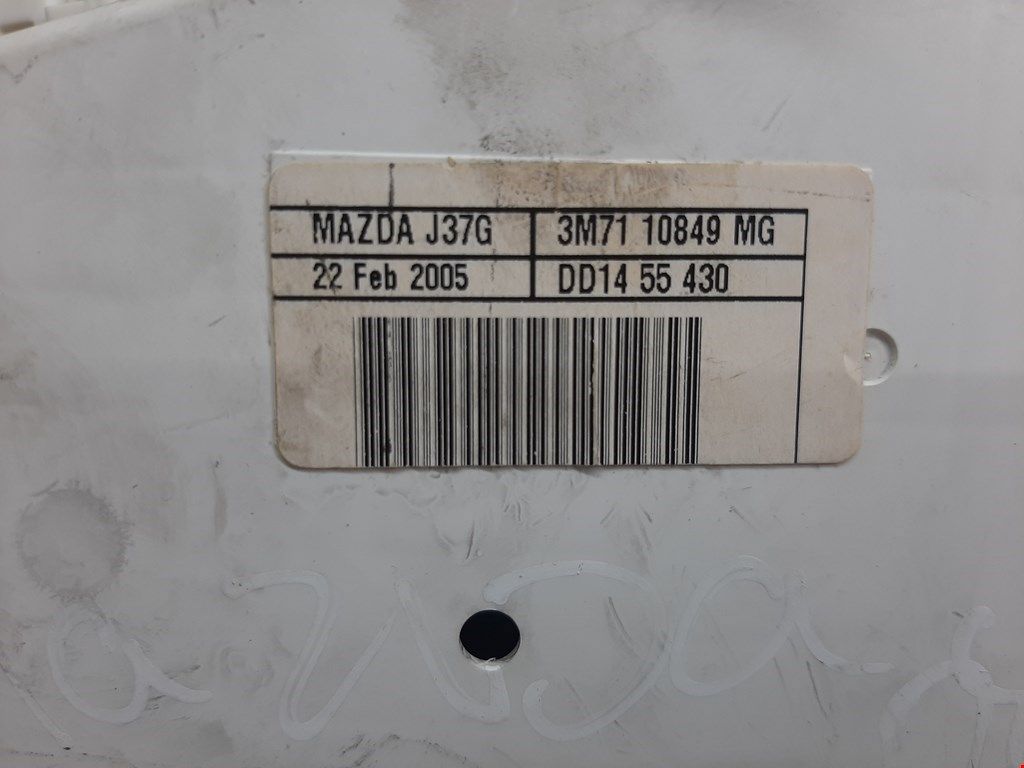 MAZDA J37G 3M71 10849 MG
22 Feb 2005 DD14 55 430